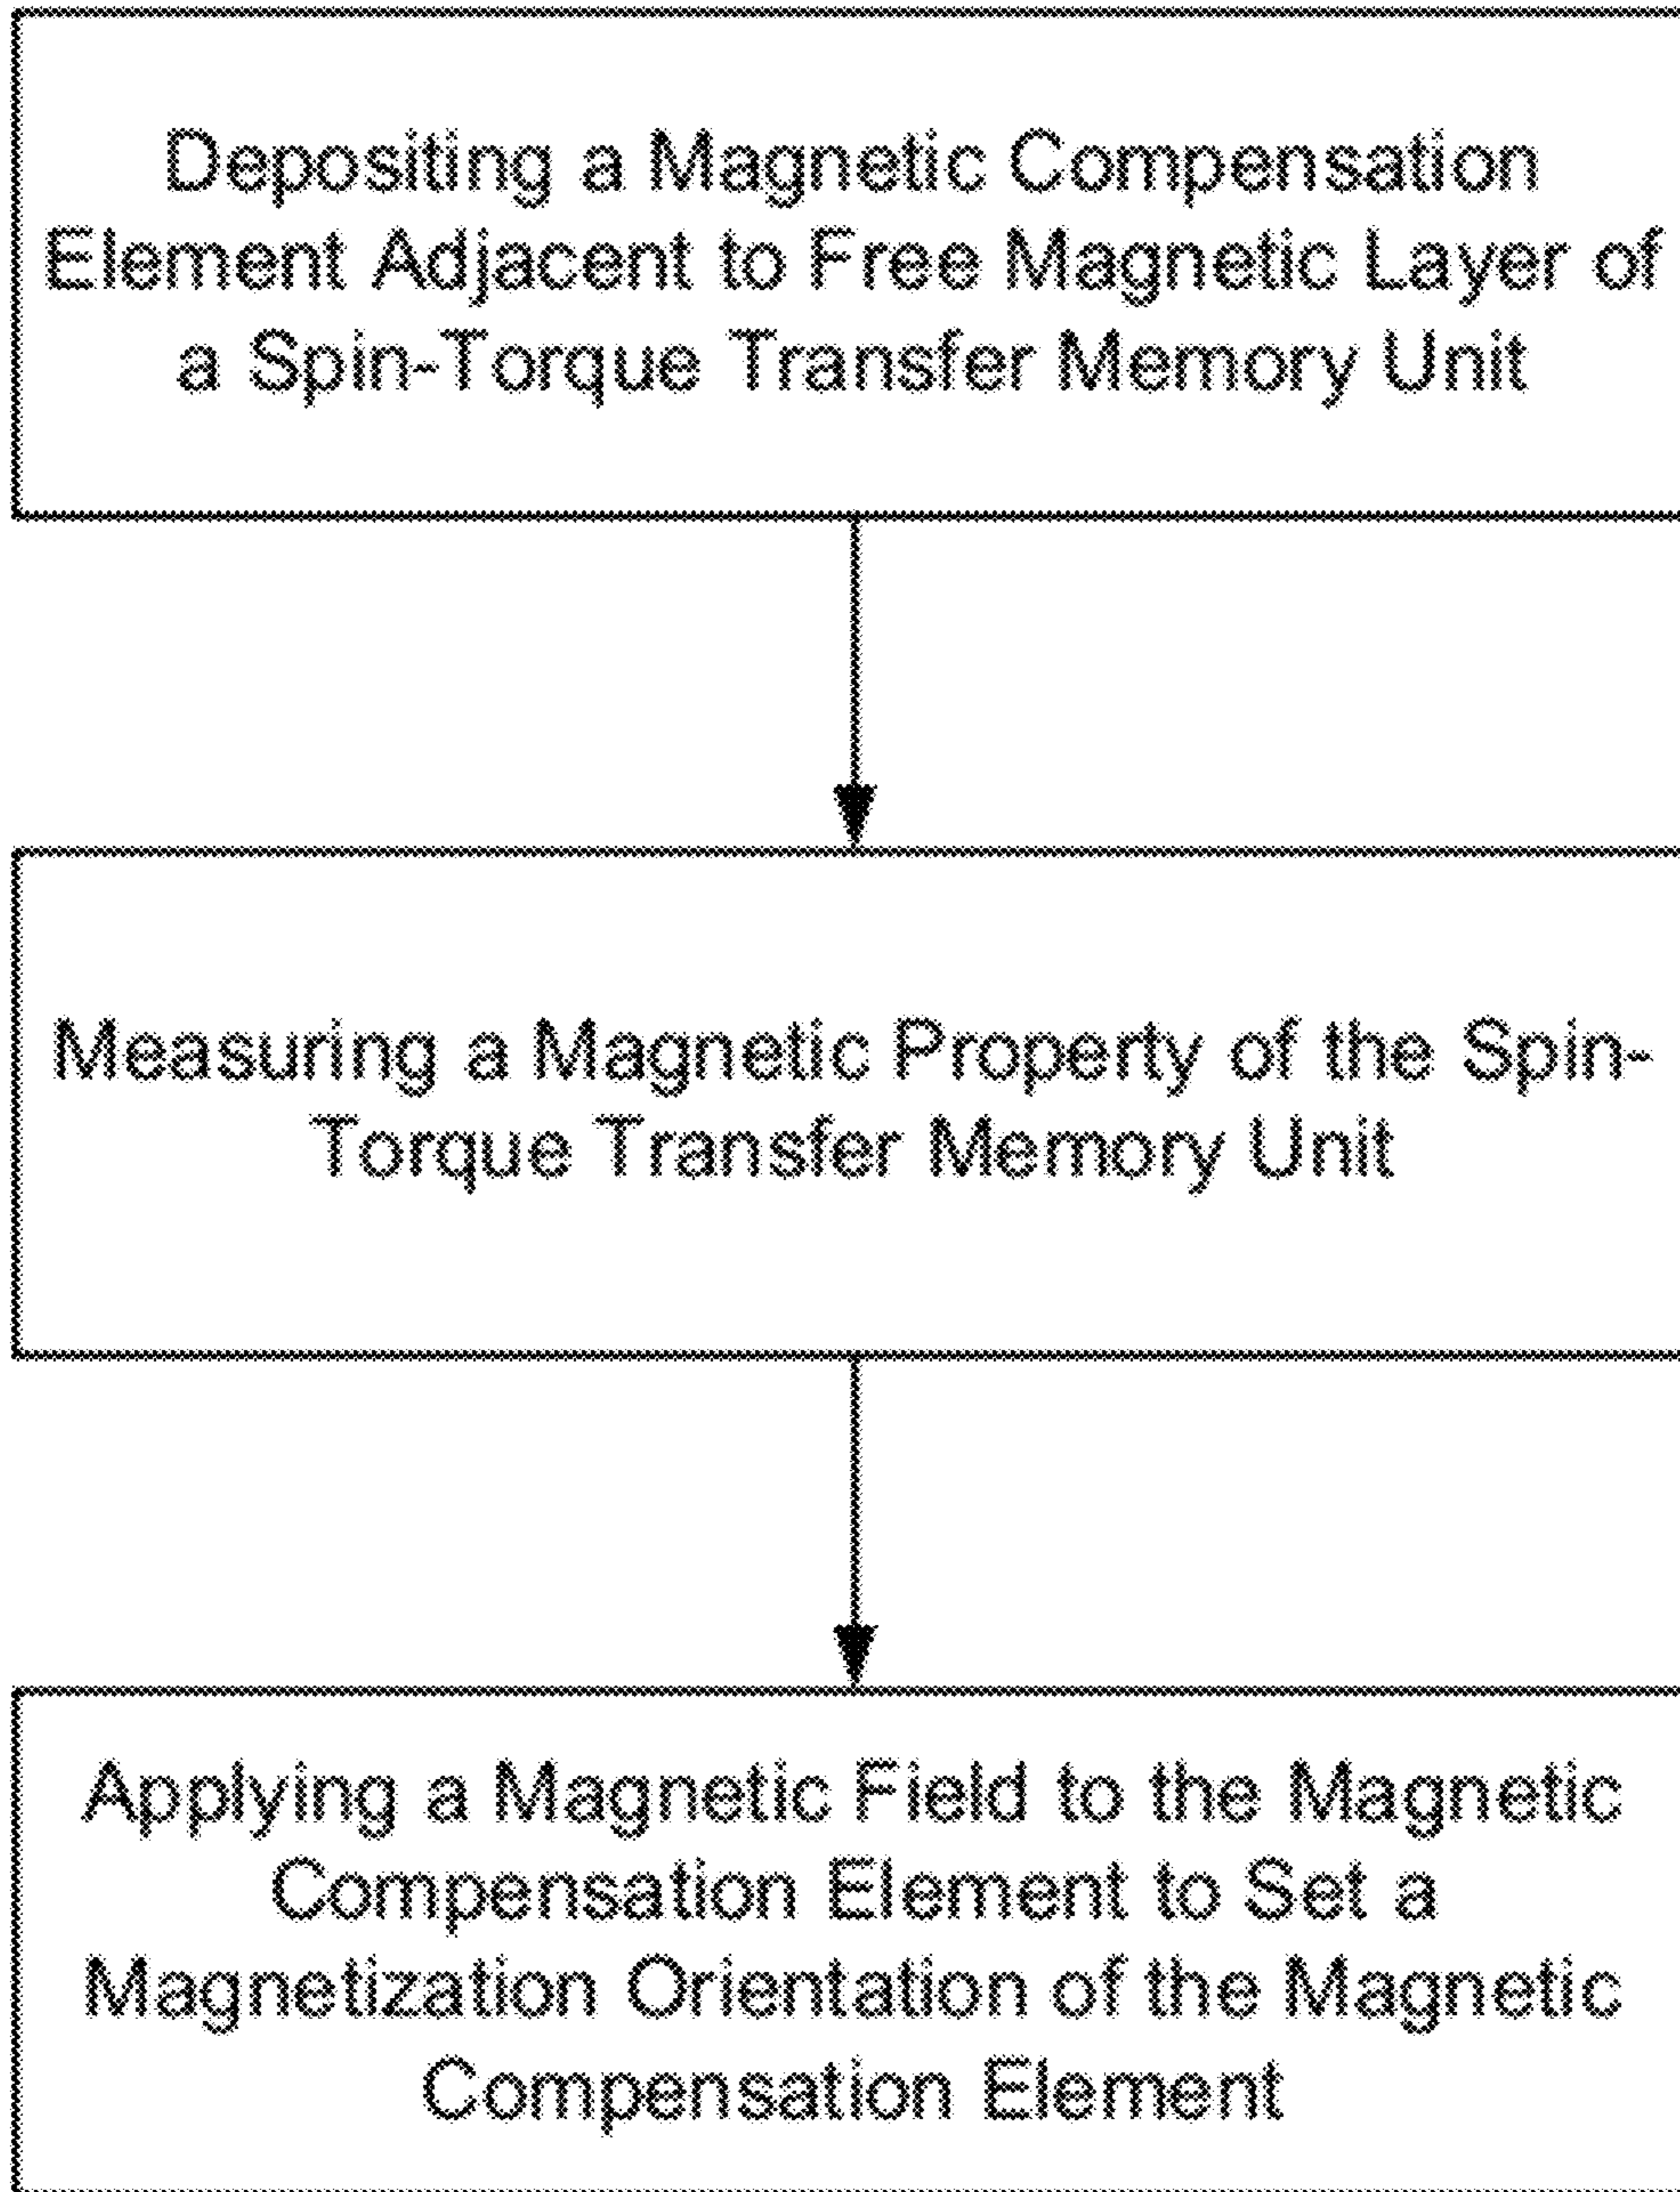 Depositing a Magnetic Compensation
Element Adjacent to Free Magnetic Layer of
a Spin-Torque Transfer Memory Unit
Measuring a Magnetic Property of the Spin-
Torque Transfer Memory Unit
Applying a Magnetic Field to the Magnetic
Compensation Element to Set a
Magnetization Orientation of the Magnetic
Compensation Element